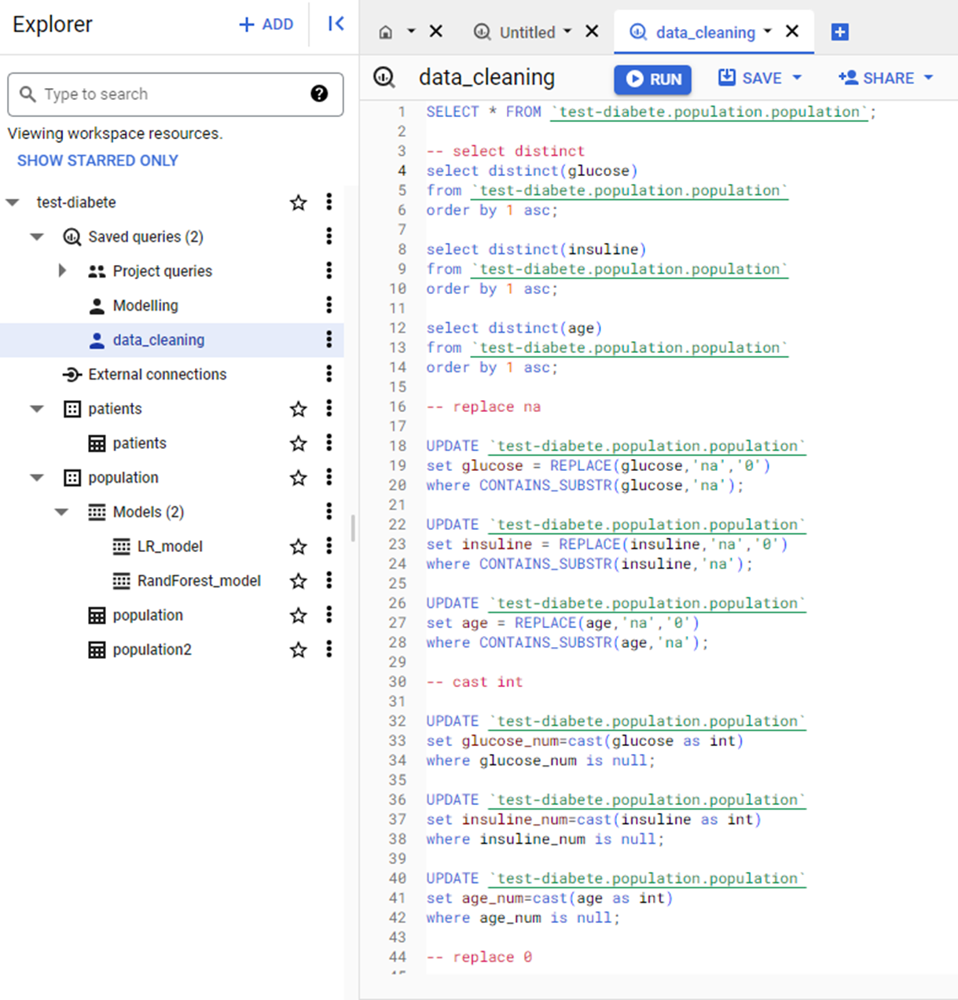 Explorer
+ ADD
Type to search
Viewing workspace resources.
SHOW STARRED ONLY
test-diabete
Saved queries (2)
Project queries
Modelling
data_cleaning
External connections
patients
patients
population
Models (2)
LR_model
RandForest_model
population
population2
Untitled
data_cleaning
data_cleaning
RUN
SAVE
SHARE
1 SELECT * FROM `test-diabete.population.population`;
2
3 -- select distinct
4 select distinct(glucose)
5 from `test-diabete.population.population`
6 order by 1 asc;
7
8 select distinct(insuline)
9 from `test-diabete.population.population`
10 order by 1 asc;
11
12 select distinct(age)
13 from `test-diabete.population.population`
14 order by 1 asc;
15
16 -- replace na
17
18 UPDATE `test-diabete.population.population`
19 set glucose = REPLACE(glucose,'na','0')
20 where CONTAINS_SUBSTR(glucose,'na');
21
22 UPDATE `test-diabete.population.population`
23 set insuline = REPLACE(insuline,'na','0')
24 where CONTAINS_SUBSTR(insuline,'na');
25
26 UPDATE `test-diabete.population.population`
27 set age = REPLACE(age,'na','0')
28 where CONTAINS_SUBSTR(age,'na');
29
30 -- cast int
31
32 UPDATE `test-diabete.population.population`
33 set glucose_num=cast(glucose as int)
34 where glucose_num is null;
35
36 UPDATE `test-diabete.population.population`
37 set insuline_num=cast(insuline as int)
38 where insuline_num is null;
39
40 UPDATE `test-diabete.population.population`
41 set age_num=cast(age as int)
42 where age_num is null;
43
44 -- replace 0